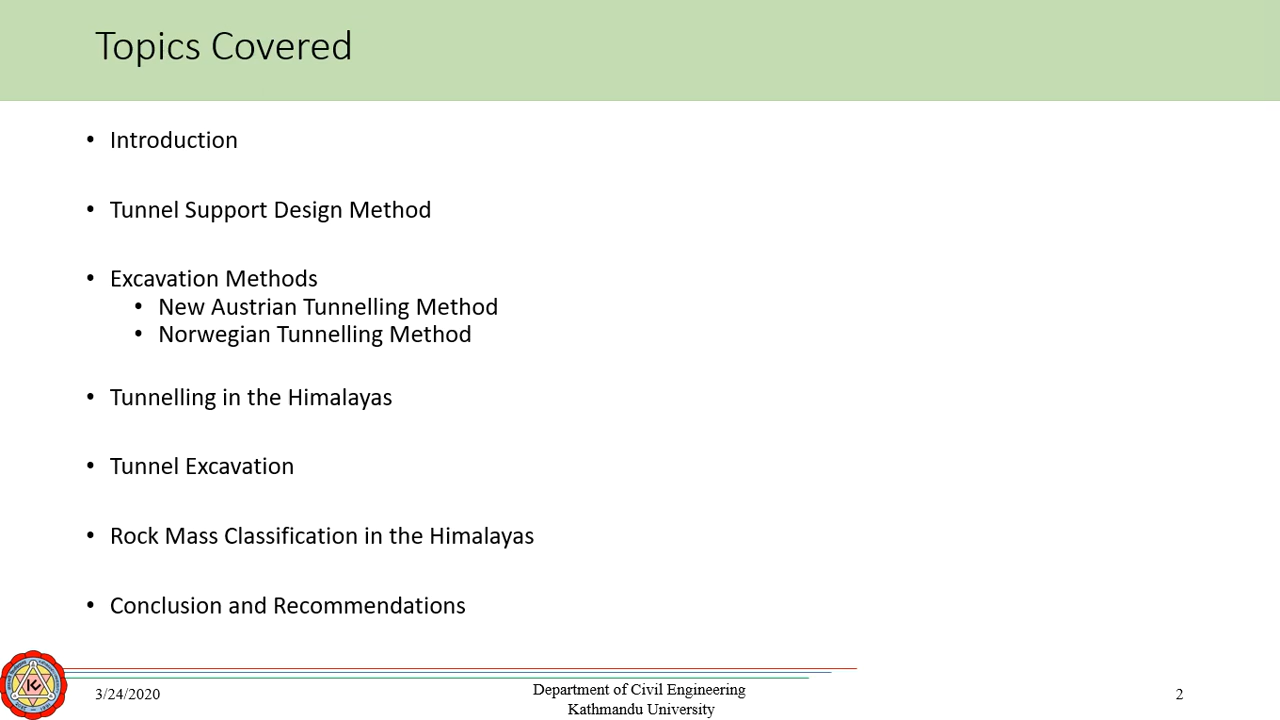 Topics Covered
• Introduction
• Tunnel Support Design Method
• Excavation Methods
• New Austrian Tunnelling Method
• Norwegian Tunnelling Method
• Tunnelling in the Himalayas
• Tunnel Excavation
• Rock Mass Classification in the Himalayas
• Conclusion and Recommendations
3/24/2020
Department of Civil Engineering
Kathmandu University
2